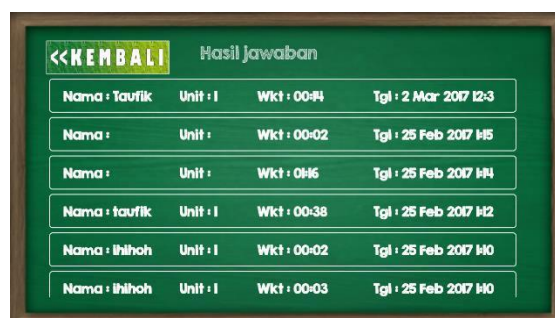 <<KEMBALI Hasil jawaban
Nama : Taufik Unit : 1 Wkt : 00:14 Tgl : 2 Mar 2017 12:3
Nama : Unit : Wkt : 00:02 Tgl : 25 Feb 2017 1:15
Nama : Unit : Wkt : 01:16 Tgl : 25 Feb 2017 1:14
Nama : taufik Unit : 1 Wkt : 00:38 Tgl : 25 Feb 2017 1:12
Nama : ihihoh Unit : 1 Wkt : 00:02 Tgl : 25 Feb 2017 1:10
Nama : ihihoh Unit : 1 Wkt : 00:03 Tgl : 25 Feb 2017 1:10